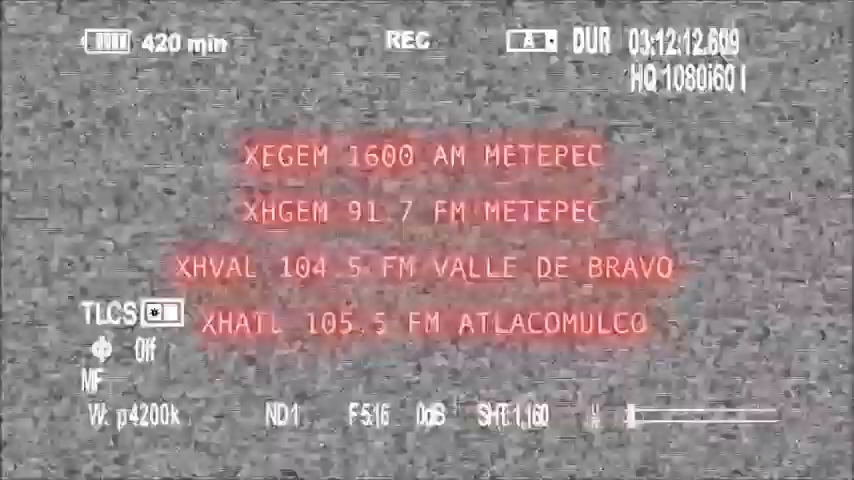 420 min REC A DUR 03:12:12.609
HQ 1080i60
XEGEM 1600 AM METEPEC
XHGEM 91.7 FM METEPEC
XHVAL 104.5 FM VALLE DE BRAVO
XHATL 105.5 FM ATLACOMULCO
TLCS
Off
MF
W: p4200k ND1 F5.16 0dB SHT.1,160